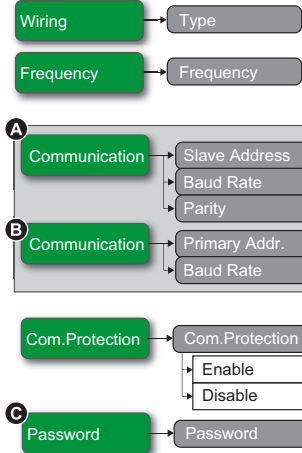 Wiring Type
Frequency Frequency
A
Communication Slave Address
Baud Rate
Parity
B
Communication Primary Addr.
Baud Rate
Com.Protection Com.Protection
Enable
Disable
C
Password Password